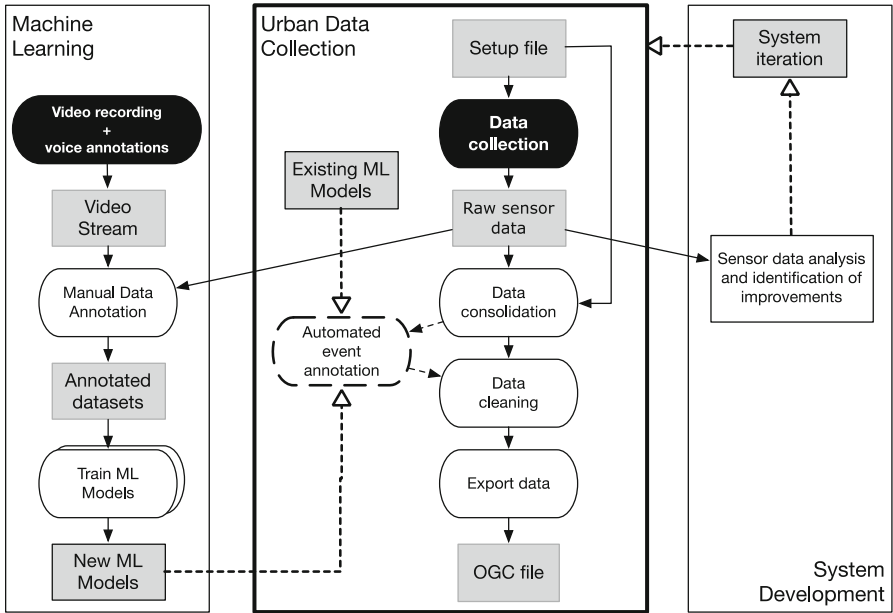 Machine
Learning
Video recording
+
voice annotations
Video
Stream
Manual Data
Annotation
Annotated
datasets
Train ML
Models
New ML
Models
Urban Data
Collection
Setup file
Data
collection
Existing ML
Models
Raw sensor
data
Data
consolidation
Automated
event
annotation
Data
cleaning
Export data
OGC file
System
iteration
Sensor data analysis
and identification of
improvements
System
Development